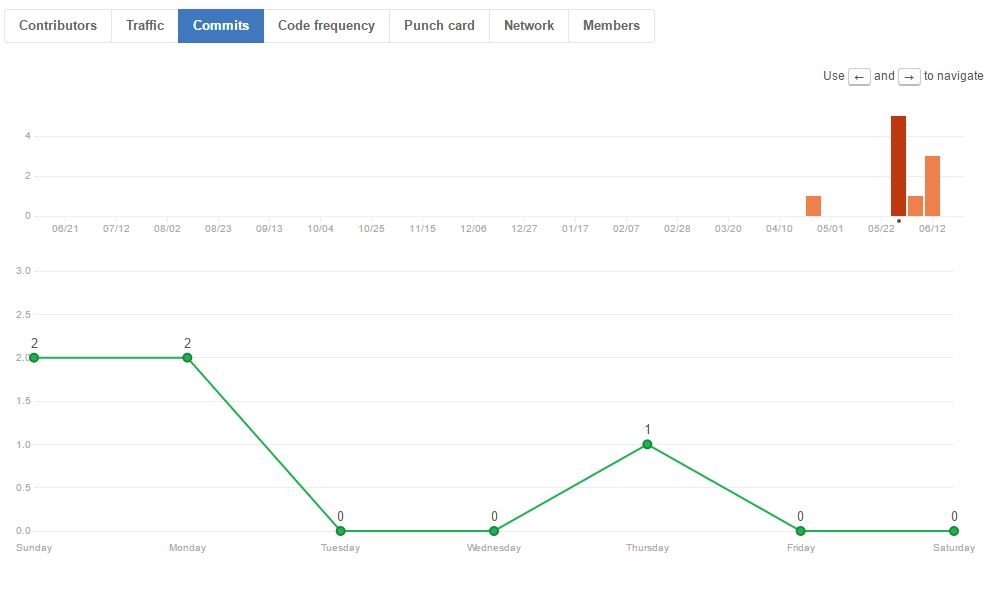 Contributors Traffic Commits Code frequency Punch card Network Members
Use ← and → to navigate
4
2
0
06/21 07/12 08/02 08/23 09/13 10/04 10/25 11/15 12/06 12/27 01/17 02/07 02/28 03/20 04/10 05/01 05/22 06/12
3.0
2.5
2 2
2.0
1.5
1
1.0
0.5
0 0 0 0
0.0
Sunday Monday Tuesday Wednesday Thursday Friday Saturday